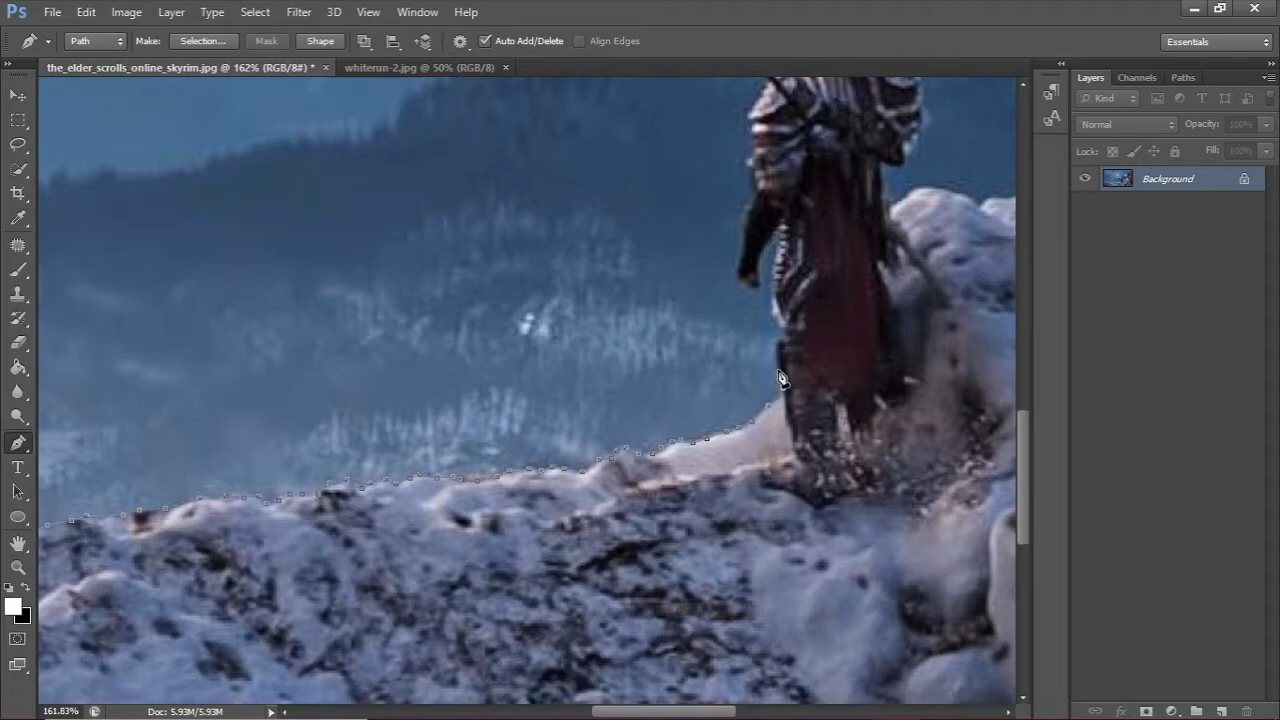 Ps File Edit Image Layer Type Select Filter 3D View Window Help
Path Make: Selection... Mask Shape Auto Add/Delete Align Edges Essentials
the_elder_scrolls_online_skyrim.jpg @ 162% (RGB/8#) * × whiterun-2.jpg @ 50% (RGB/8) ×
Layers Channels Paths
Kind
Normal Opacity: 100%
Lock: Fill: 100%
Background
161.83% Doc: 5.93M/5.93M